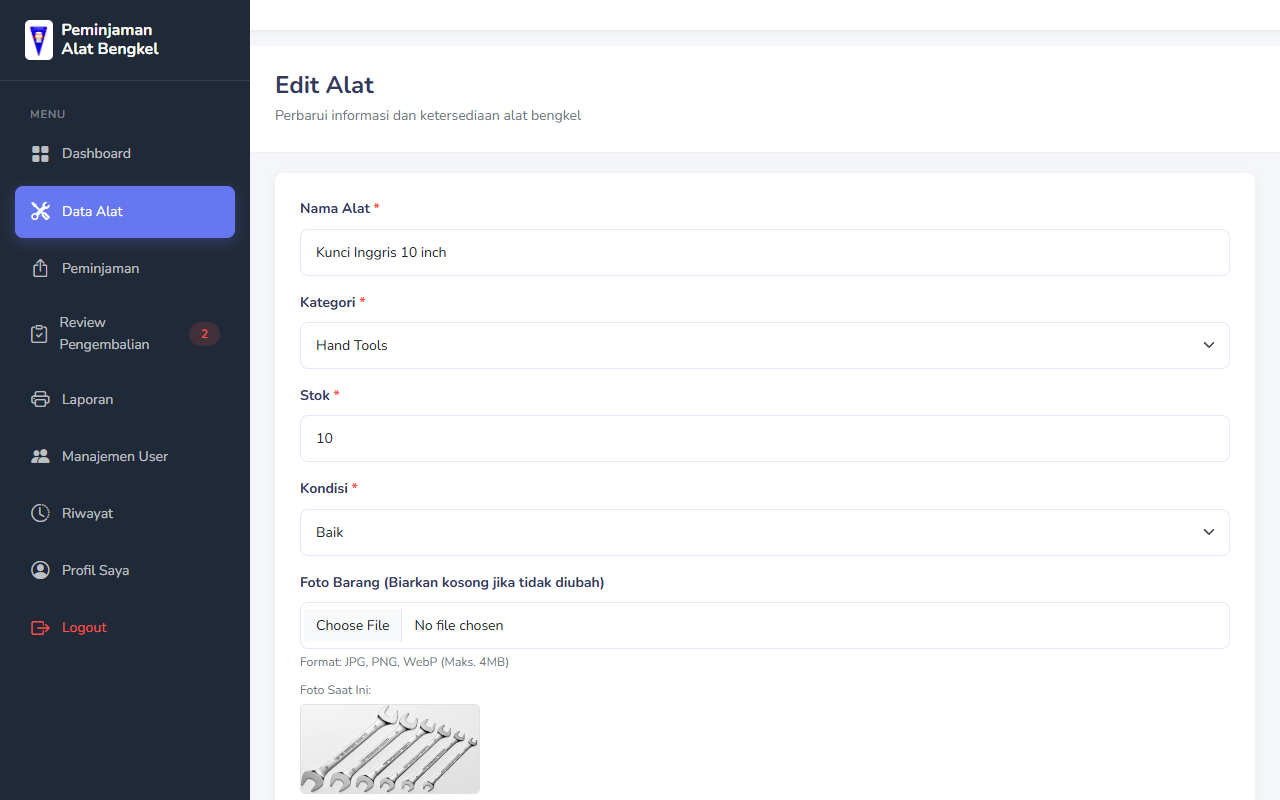 Peminjaman
Alat Bengkel
MENU
Dashboard
Data Alat
Peminjaman
Review
Pengembalian
2
Laporan
Manajemen User
Riwayat
Profil Saya
Logout
Edit Alat
Perbarui informasi dan ketersediaan alat bengkel
Nama Alat *
Kunci Inggris 10 inch
Kategori *
Hand Tools
Stok *
10
Kondisi *
Baik
Foto Barang (Biarkan kosong jika tidak diubah)
Choose File No file chosen
Format: JPG, PNG, WebP (Maks. 4MB)
Foto Saat Ini: